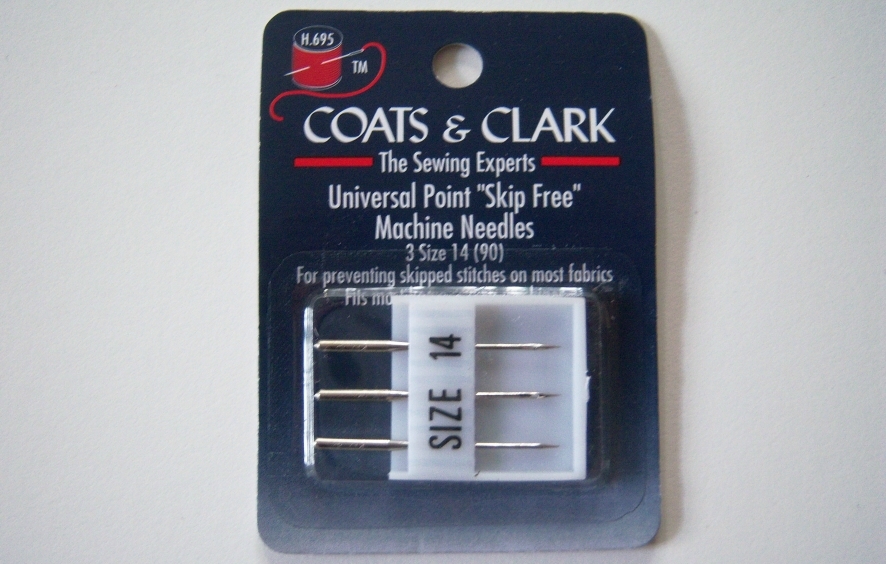 H.695
TM
COATS & CLARK
The Sewing Experts
Universal Point "Skip Free"
Machine Needles
3 Size 14 (90)
For preventing skipped stitches on most fabrics
Fits
SIZE 14